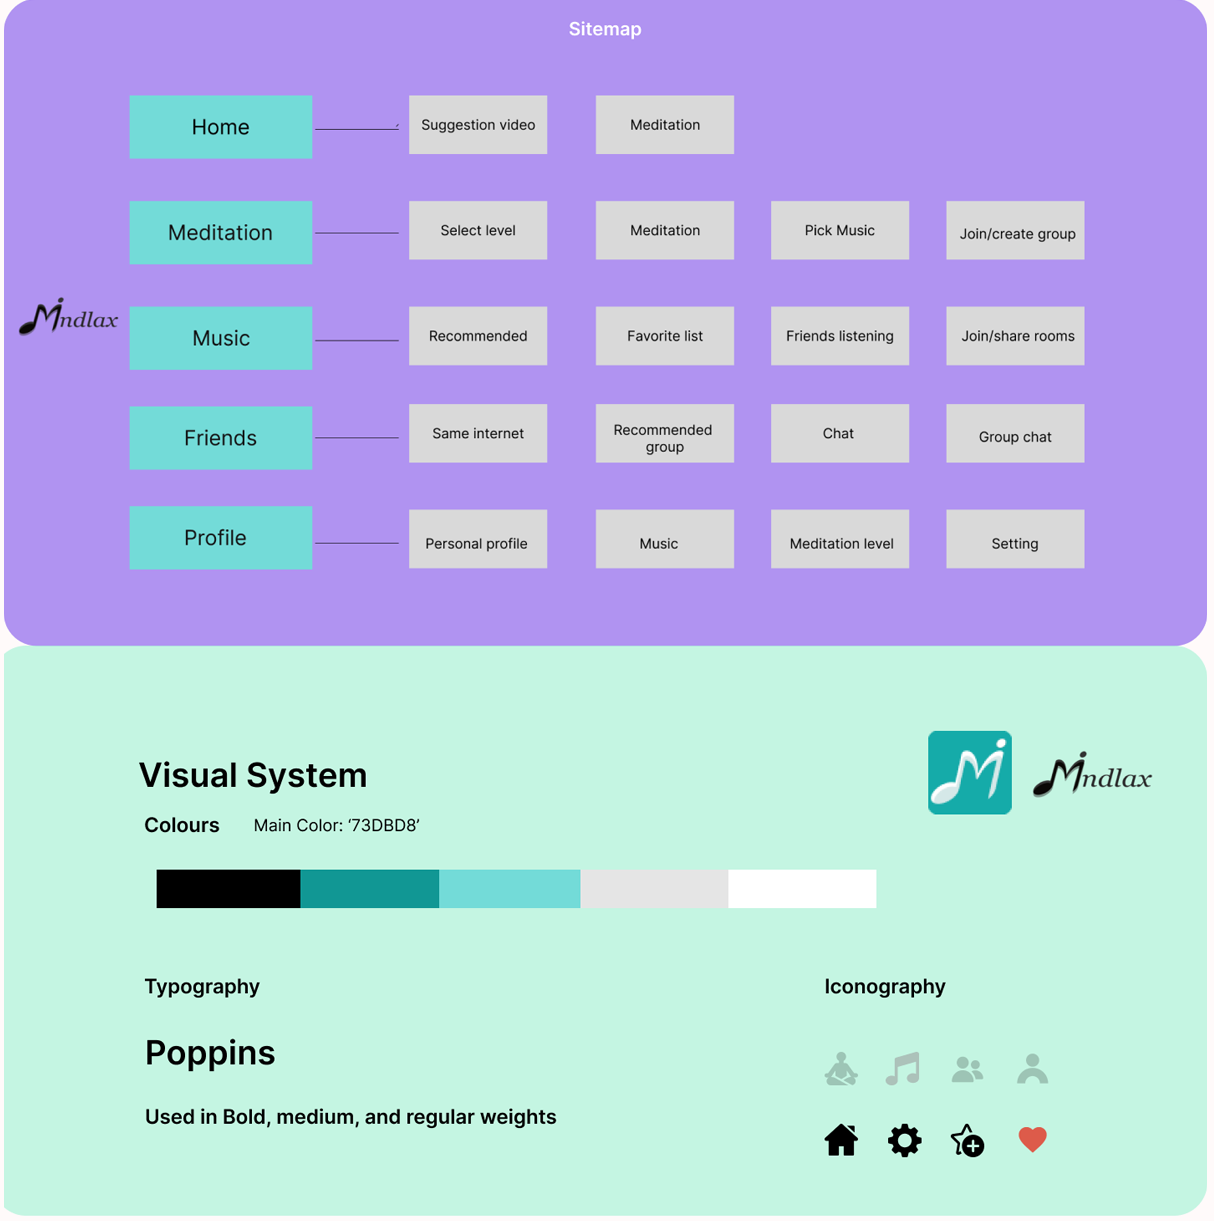 Sitemap
Home
Suggestion video
Meditation
Meditation
Select level
Meditation
Pick Music
Join/create group
Mindlax
Music
Recommended
Favorite list
Friends listening
Join/share rooms
Friends
Same internet
Recommended
group
Chat
Group chat
Profile
Personal profile
Music
Meditation level
Setting
Visual System
M
Mindlax
Colours
Main Color: ‘73DBD8’
Typography
Iconography
Poppins
Used in Bold, medium, and regular weights